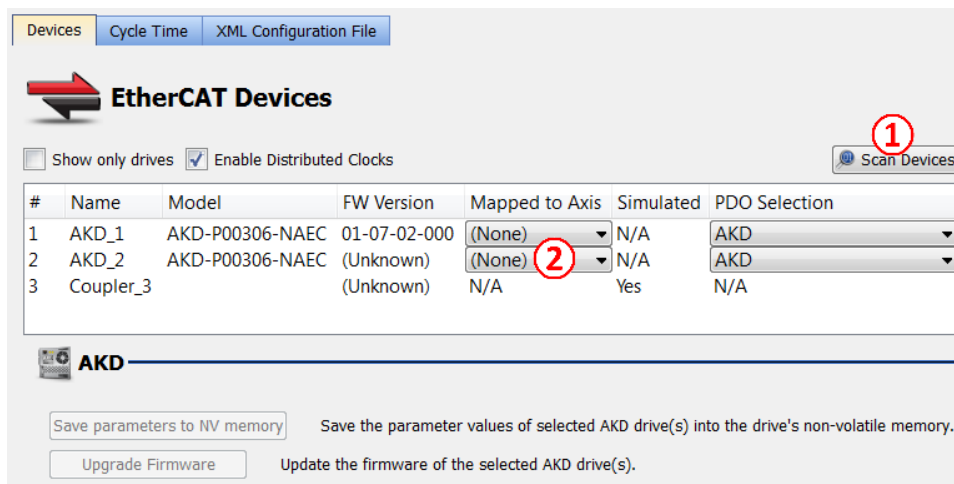 Devices Cycle Time XML Configuration File
EtherCAT Devices
1
Show only drives Enable Distributed Clocks Scan Devices
# Name Model FW Version Mapped to Axis Simulated PDO Selection
1 AKD_1 AKD-P00306-NAEC 01-07-02-000 (None) N/A AKD
2 AKD_2 AKD-P00306-NAEC (Unknown) (None) 2 N/A AKD
3 Coupler_3 (Unknown) N/A Yes N/A
AKD
Save parameters to NV memory Save the parameter values of selected AKD drive(s) into the drive's non-volatile memory.
Upgrade Firmware Update the firmware of the selected AKD drive(s).